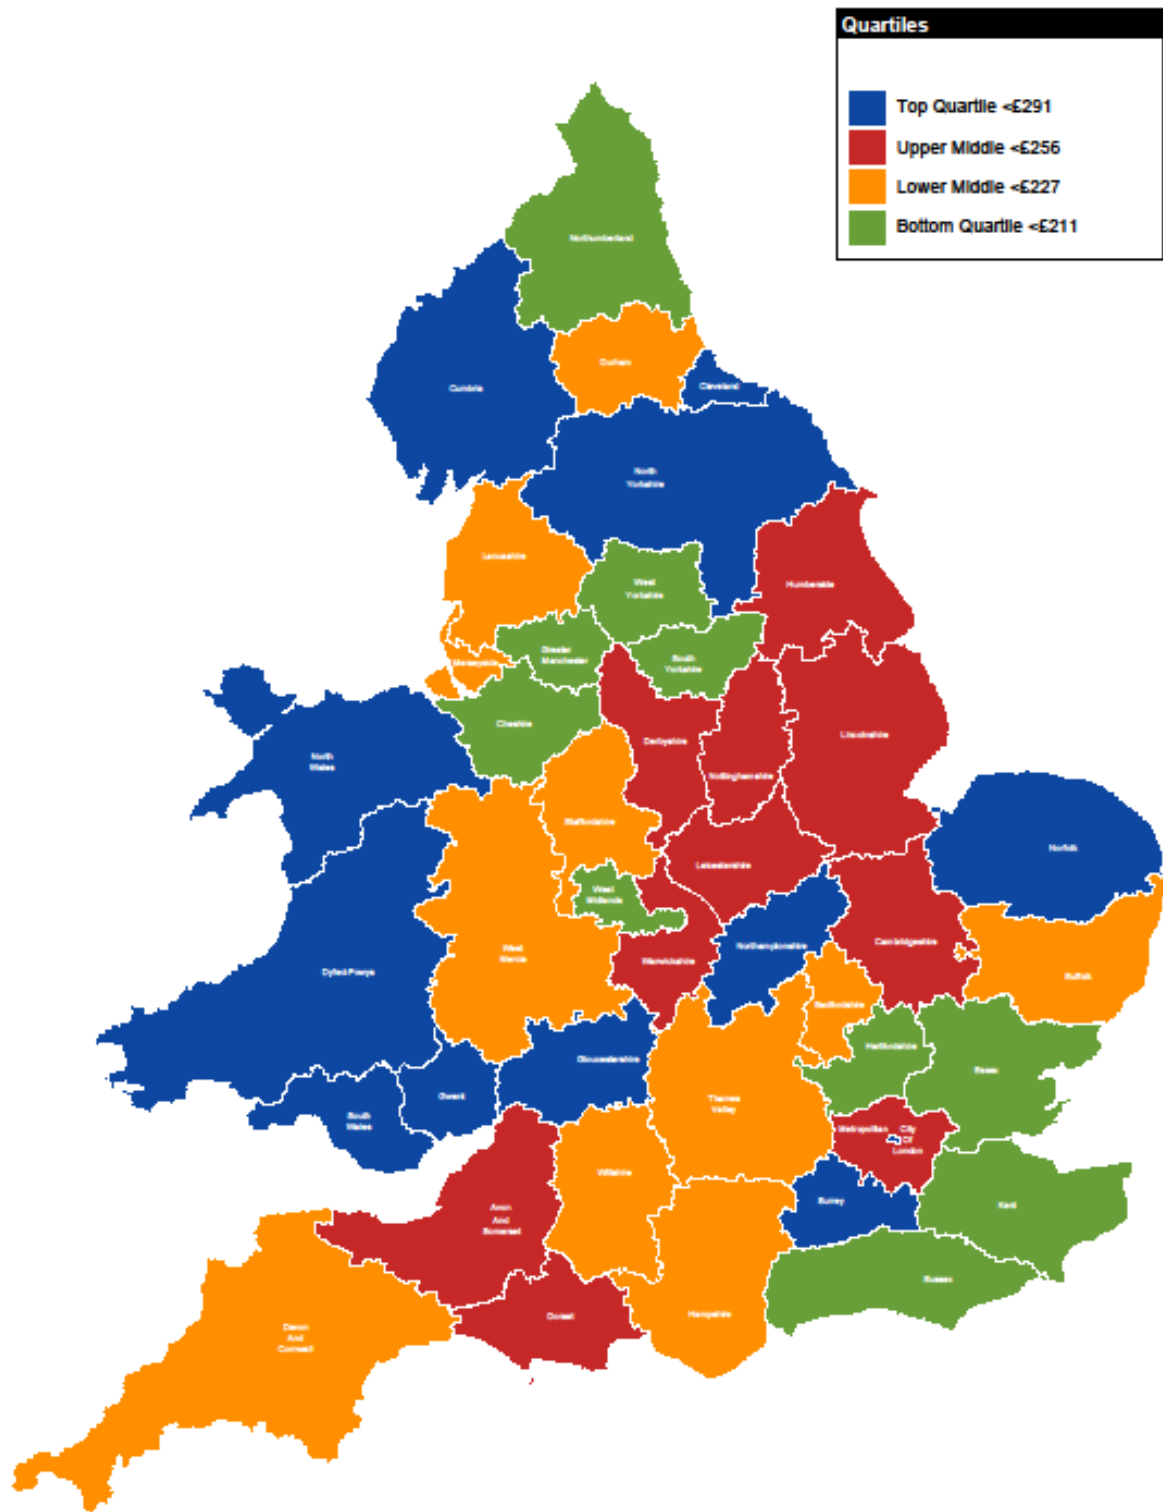 Quartiles
Top Quartile <£291
Upper Middle <£256
Lower Middle <£227
Bottom Quartile <£211
Northumberland
Durham
Cumbria
Cleveland
North
Yorkshire
Lancashire
West
Yorkshire
Humberside
Greater
Manchester
Merseyside
South
Yorkshire
Cheshire
Derbyshire
Lincolnshire
North
Wales
Nottinghamshire
Staffordshire
Norfolk
Leicestershire
West
Midlands
Northamptonshire
Cambridgeshire
West
Mercia
Warwickshire
Dyfed-Powys
Suffolk
Bedfordshire
Hertfordshire
Gloucestershire
Essex
Gwent
Thames
Valley
South
Wales
Metropolitan
City
Of
London
Wiltshire
Surrey
Avon
And
Somerset
Kent
Sussex
Dorset
Hampshire
Devon
And
Cornwall